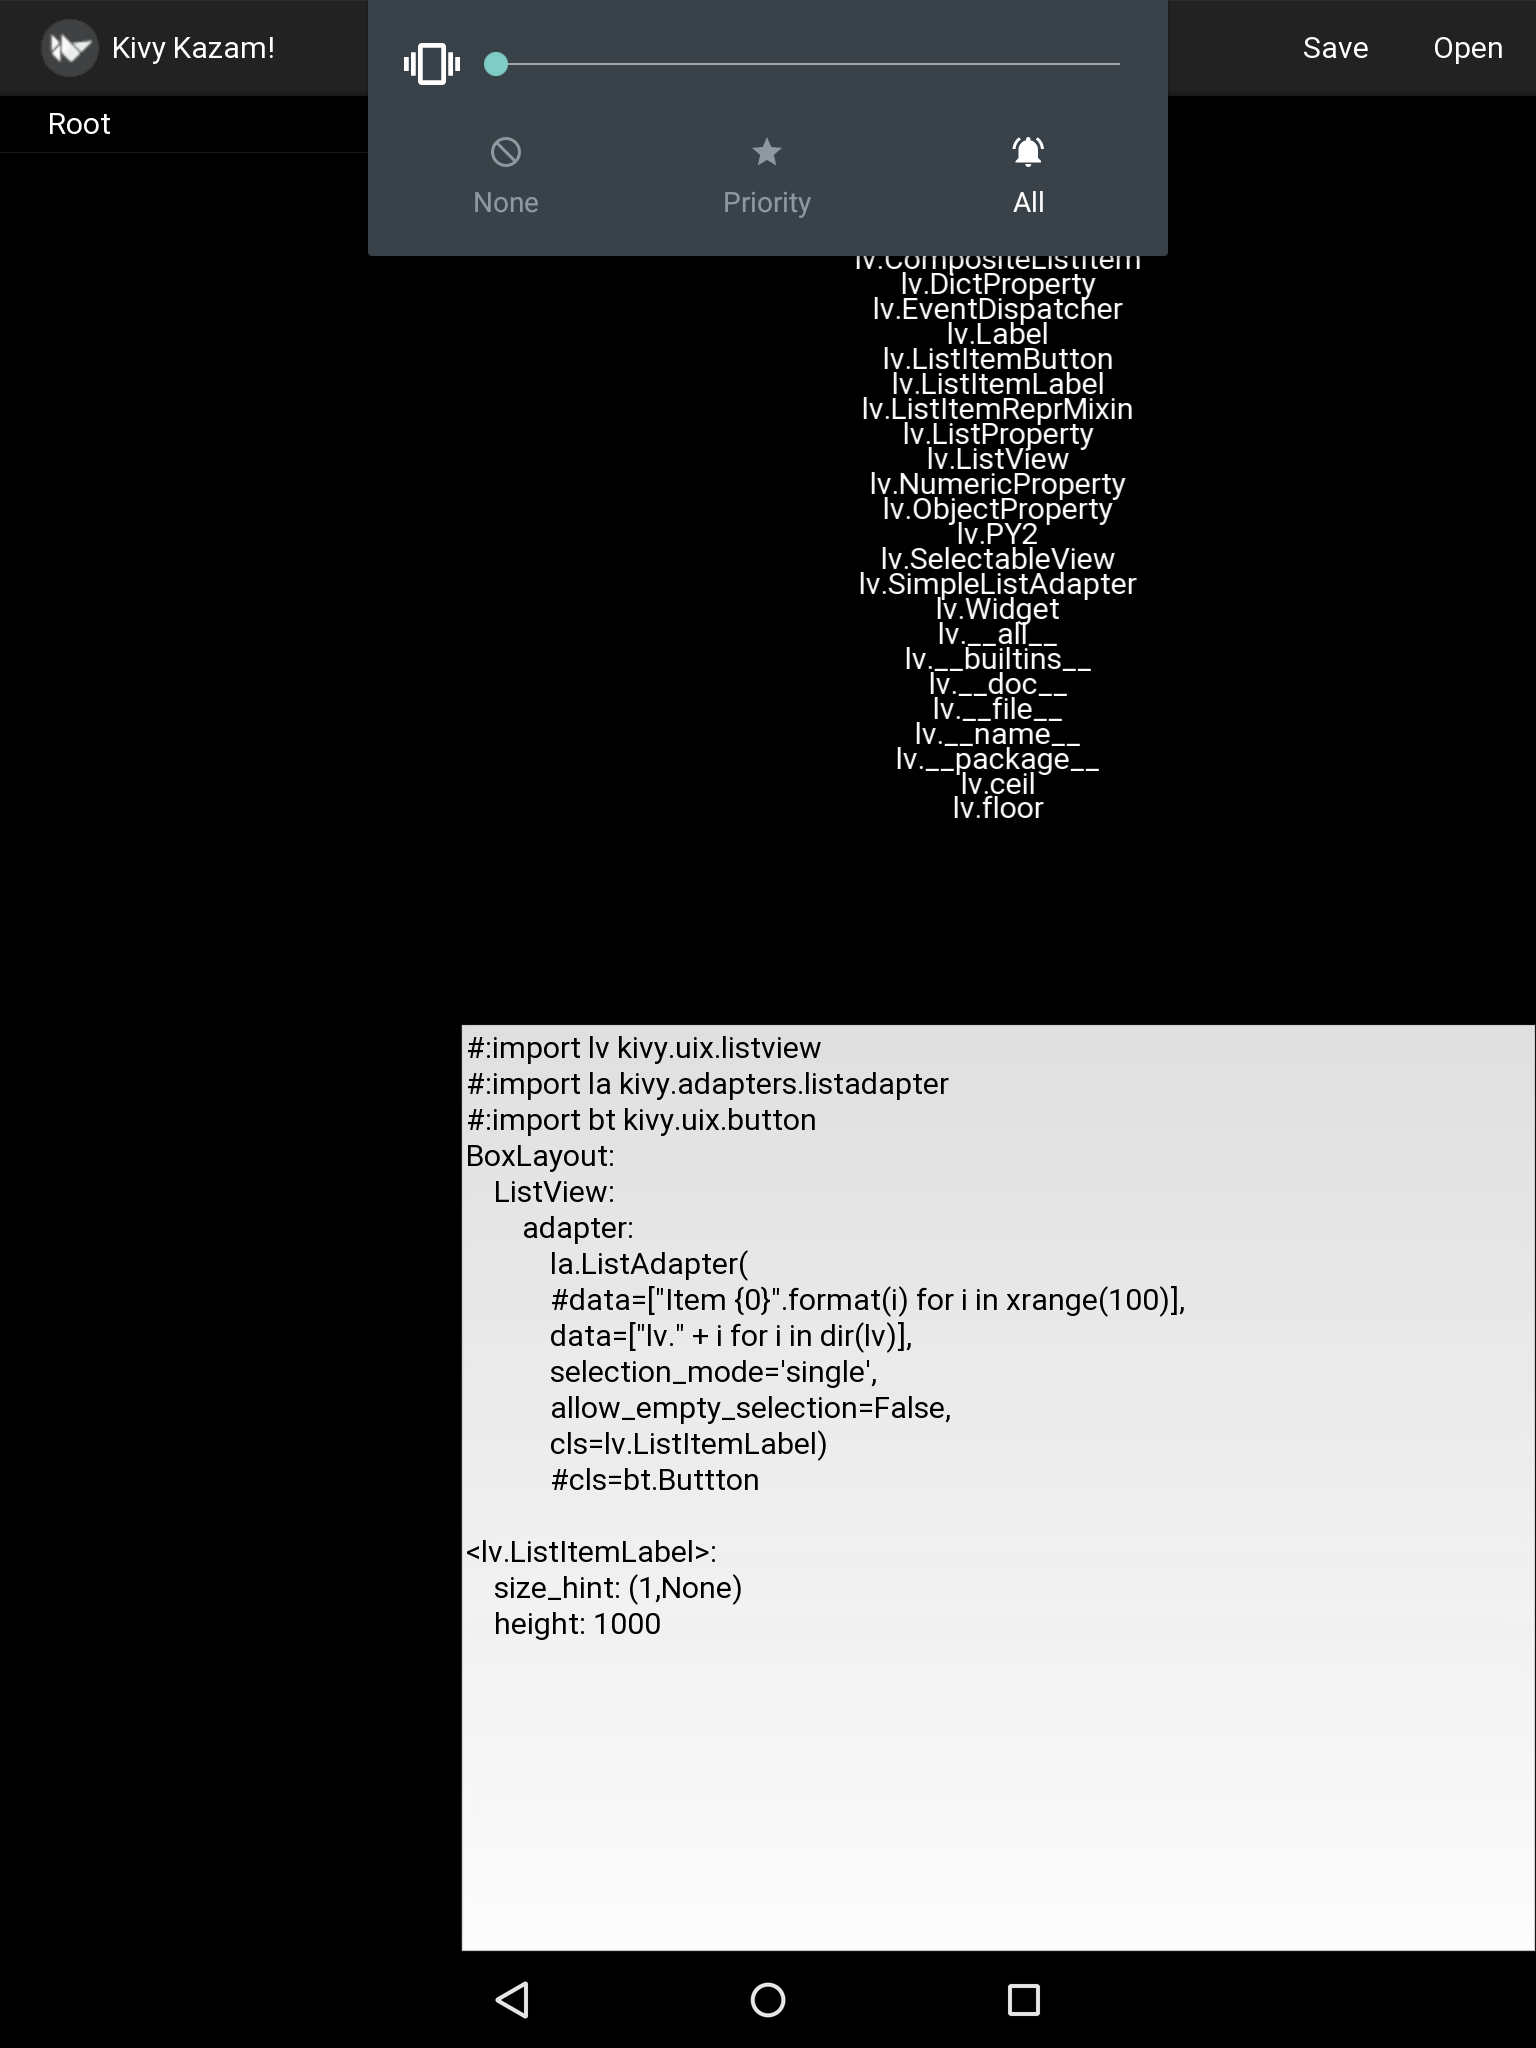 Kivy Kazam!
Save Open
Root
None Priority All
lv.CompositeListItem
lv.DictProperty
lv.EventDispatcher
lv.Label
lv.ListItemButton
lv.ListItemLabel
lv.ListItemReprMixin
lv.ListProperty
lv.ListView
lv.NumericProperty
lv.ObjectProperty
lv.PY2
lv.SelectableView
lv.SimpleListAdapter
lv.Widget
lv.__all__
lv.__builtins__
lv.__doc__
lv.__file__
lv.__name__
lv.__package__
lv.ceil
lv.floor
#:import lv kivy.uix.listview
#:import la kivy.adapters.listadapter
#:import bt kivy.uix.button
BoxLayout:
    ListView:
        adapter:
            la.ListAdapter(
            #data=["Item {0}".format(i) for i in xrange(100)],
            data=["lv." + i for i in dir(lv)],
            selection_mode='single',
            allow_empty_selection=False,
            cls=lv.ListItemLabel)
            #cls=bt.Buttton
<lv.ListItemLabel>:
    size_hint: (1,None)
    height: 1000